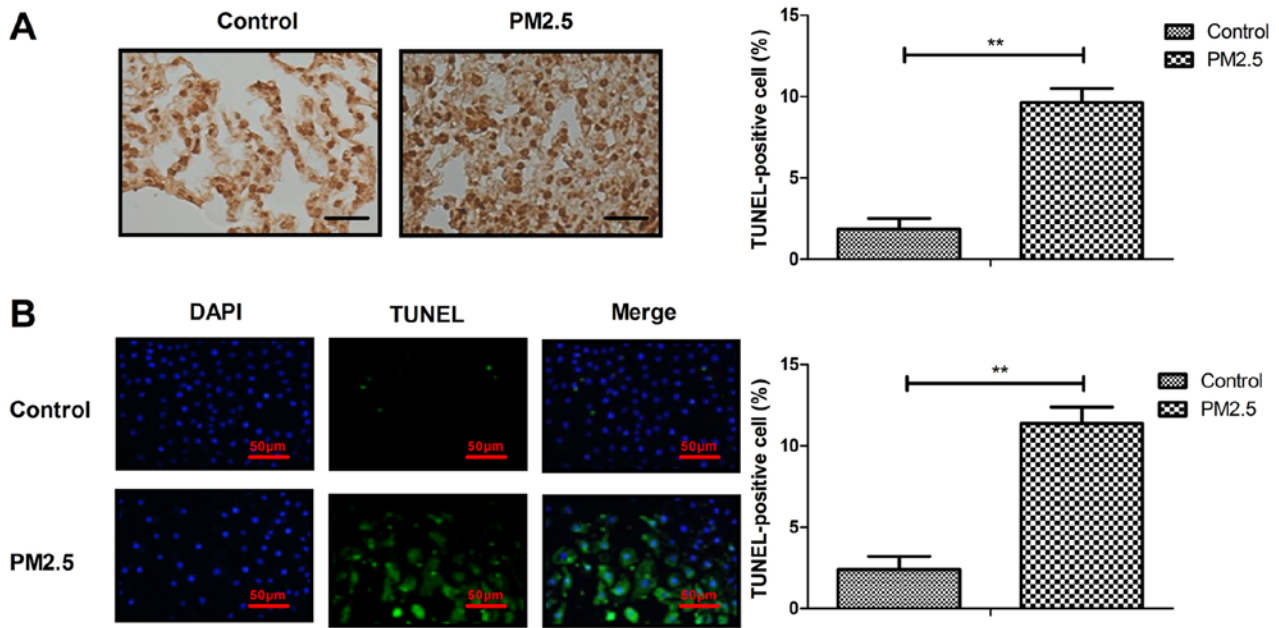 A
Control
PM2.5
15
10
5
0
TUNEL-positive cell (%)
**
Control
PM2.5
B
DAPI
TUNEL
Merge
Control
50μm
50μm
50μm
PM2.5
50μm
50μm
50μm
15
10
5
0
TUNEL-positive cell (%)
**
Control
PM2.5